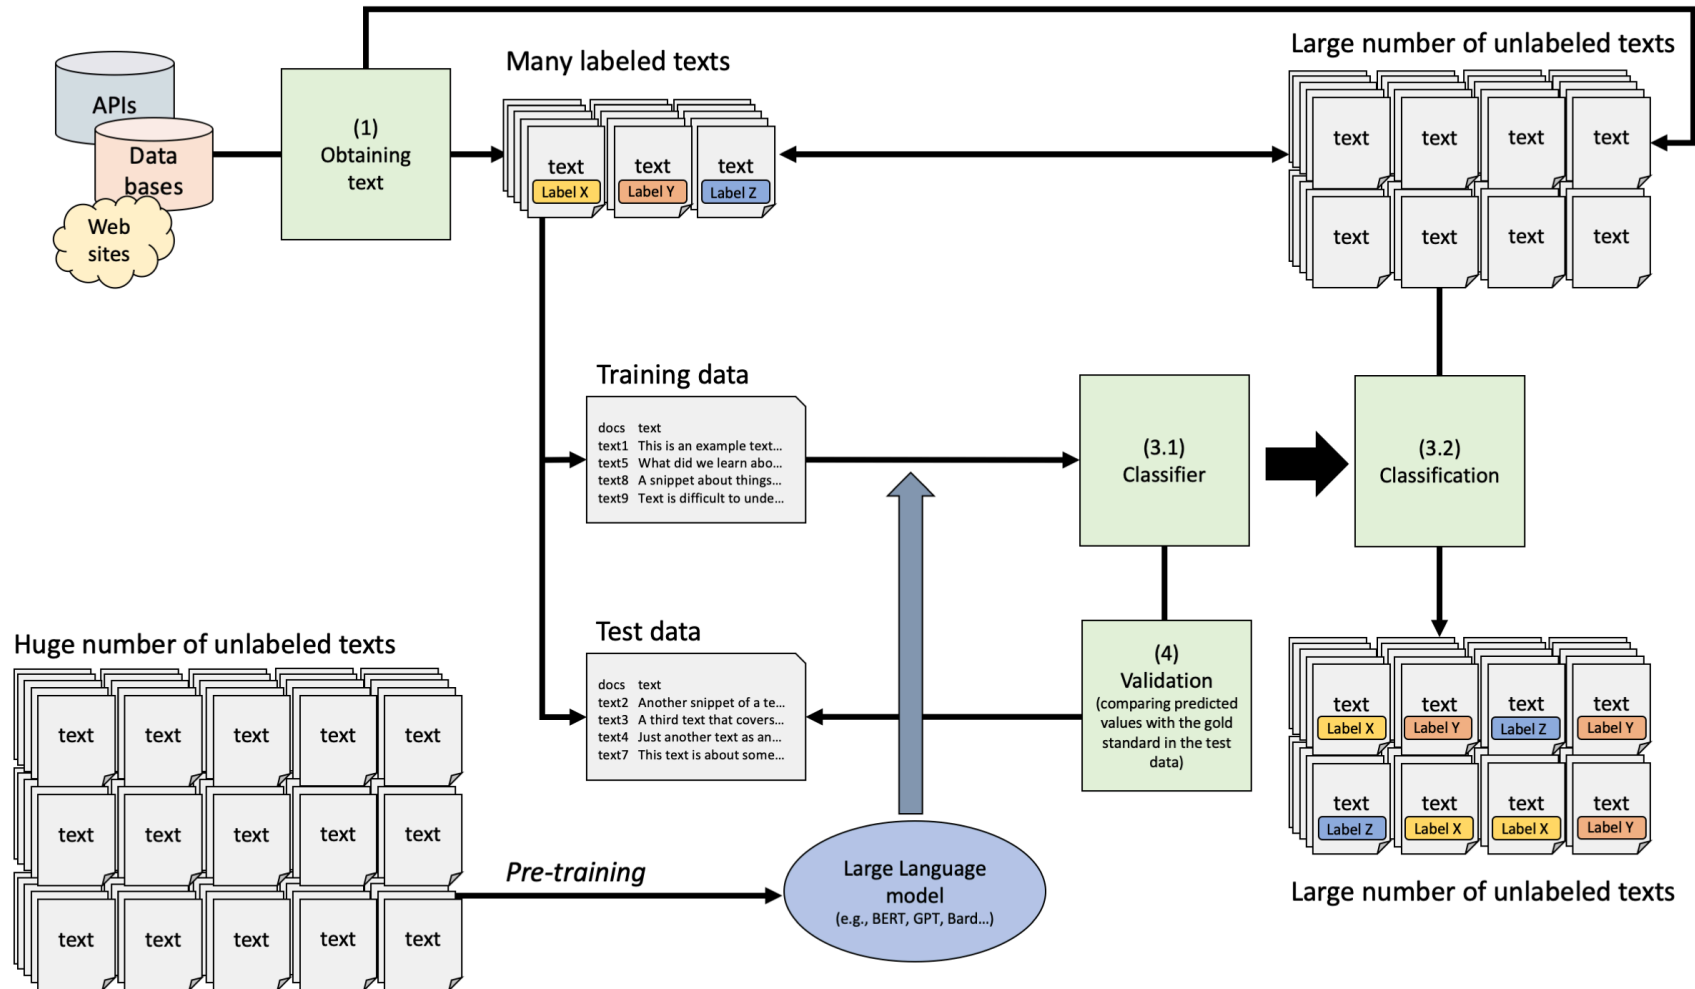 APIs
Data
bases
Web
sites
(1)
Obtaining
text
Many labeled texts
text
Label X
text
Label Y
text
Label Z
Large number of unlabeled texts
text text text text
text text text text
Training data
docs text
text1 This is an example text...
text5 What did we learn abo...
text8 A snippet about things...
text9 Text is difficult to unde...
(3.1)
Classifier
(3.2)
Classification
Test data
docs text
text2 Another snippet of a te...
text3 A third text that covers...
text4 Just another text as an...
text7 This text is about some...
(4)
Validation
(comparing predicted
values with the gold
standard in the test
data)
Huge number of unlabeled texts
text text text text text
text text text text text
text text text text text
Pre-training
Large Language
model
(e.g., BERT, GPT, Bard...)
text text text text
Label X Label Y Label Z Label Y
text text text text
Label Z Label X Label X Label Y
Large number of unlabeled texts